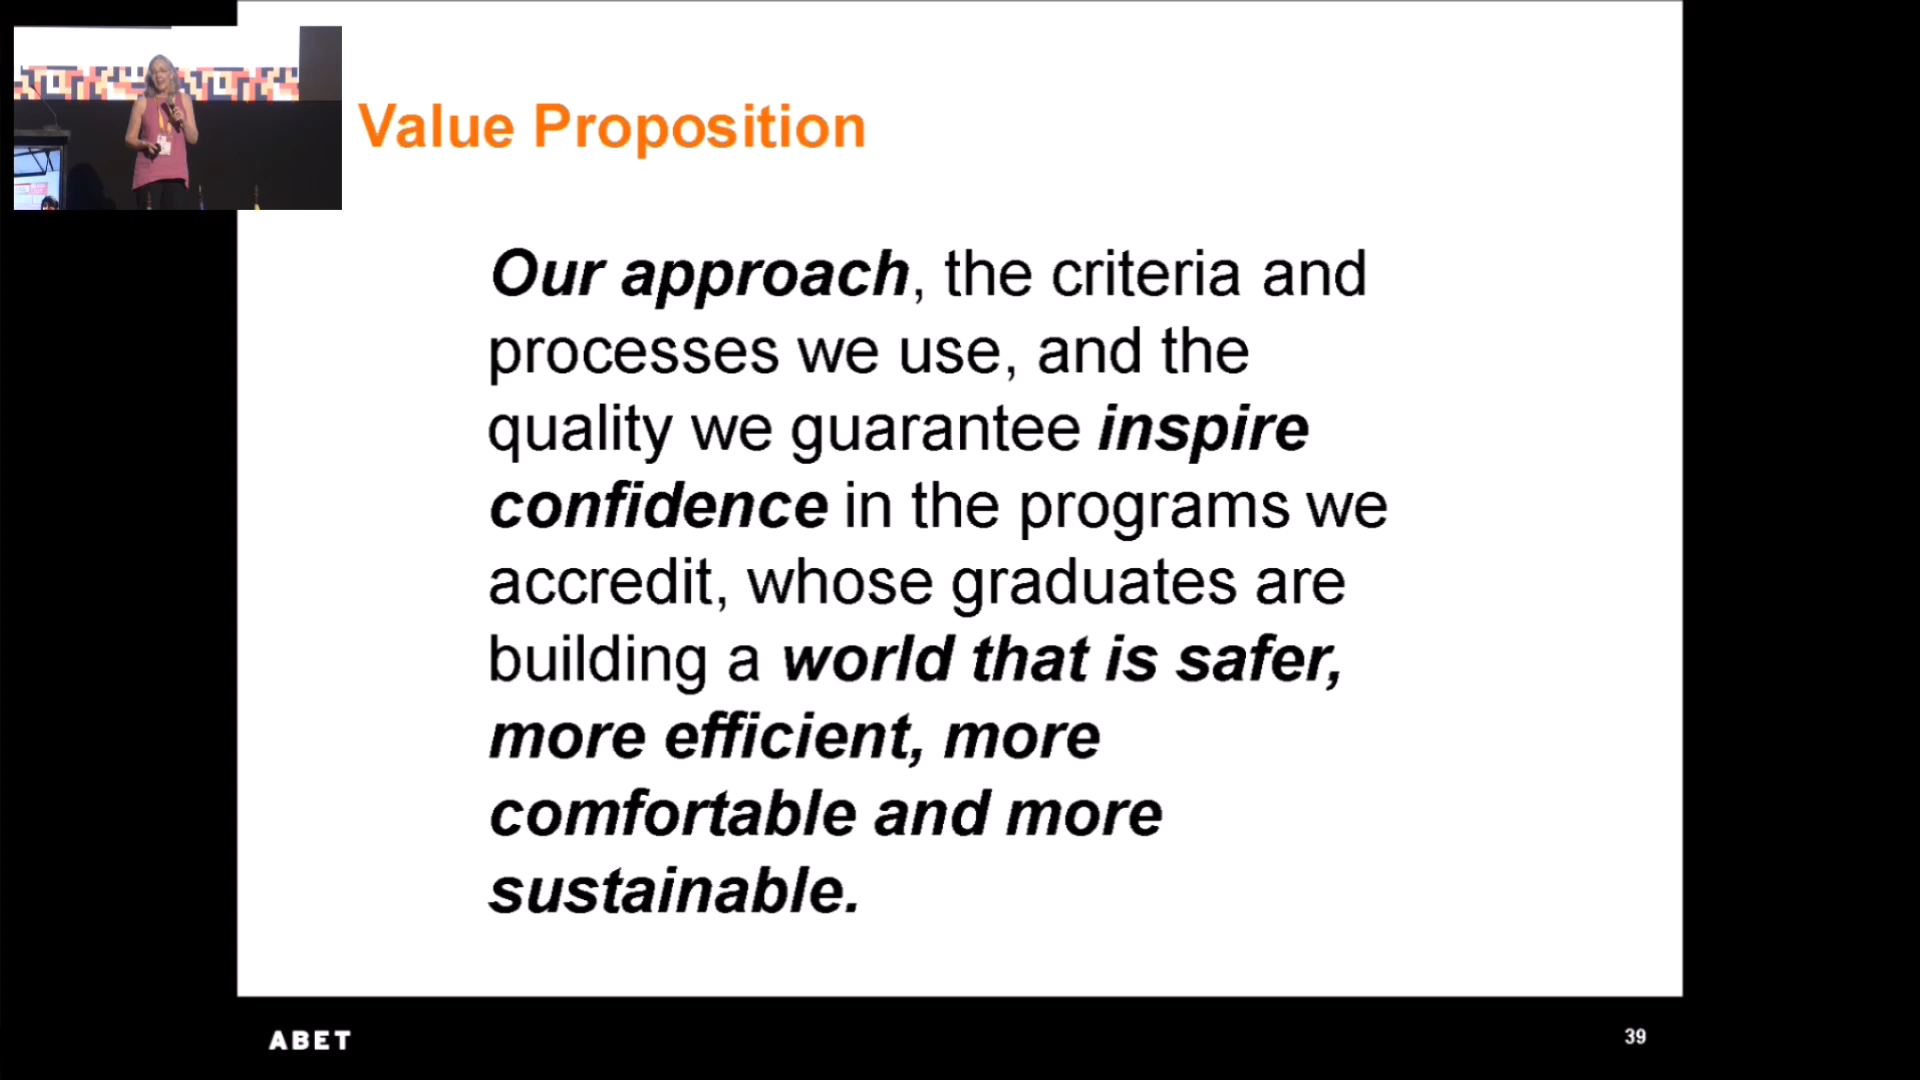 Value Proposition
Our approach, the criteria and
processes we use, and the
quality we guarantee inspire
confidence in the programs we
accredit, whose graduates are
building a world that is safer,
more efficient, more
comfortable and more
sustainable.
ABET
39